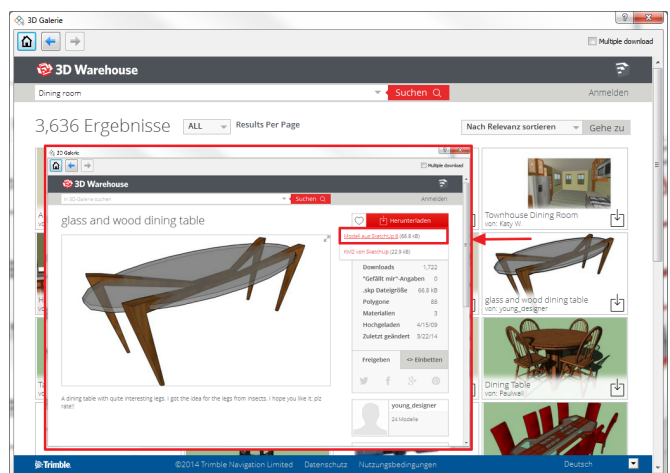 3D Galerie
Multiple download
3D Warehouse
Dining room
Suchen
Anmelden
3,636 Ergebnisse
ALL
Results Per Page
Nach Relevanz sortieren
Gehe zu
3D Galerie
Multiple download
3D Warehouse
In 3D-Galerie suchen
Suchen
Anmelden
glass and wood dining table
Herunterladen
Modell aus SketchUp 8 (66.8 kB)
KMZ von SketchUp (22.9 kB)
Downloads 1,722
"Gefällt mir"-Angaben 0
.skp Dateigröße 66.8 kB
Polygone 88
Materialien 3
Hochgeladen 4/15/09
Zuletzt geändert 3/22/14
Freigeben
<> Einbetten
A dining table with quite interesting legs. I got the idea for the legs from insects. I hope you like it. plz
rate!!
young_designer
24 Modelle
Townhouse Dining Room
von: Katy W.
glass and wood dining table
von: young_designer
Dining Table
von: Paulwall
Trimble.
©2014 Trimble Navigation Limited
Datenschutz
Nutzungsbedingungen
Deutsch